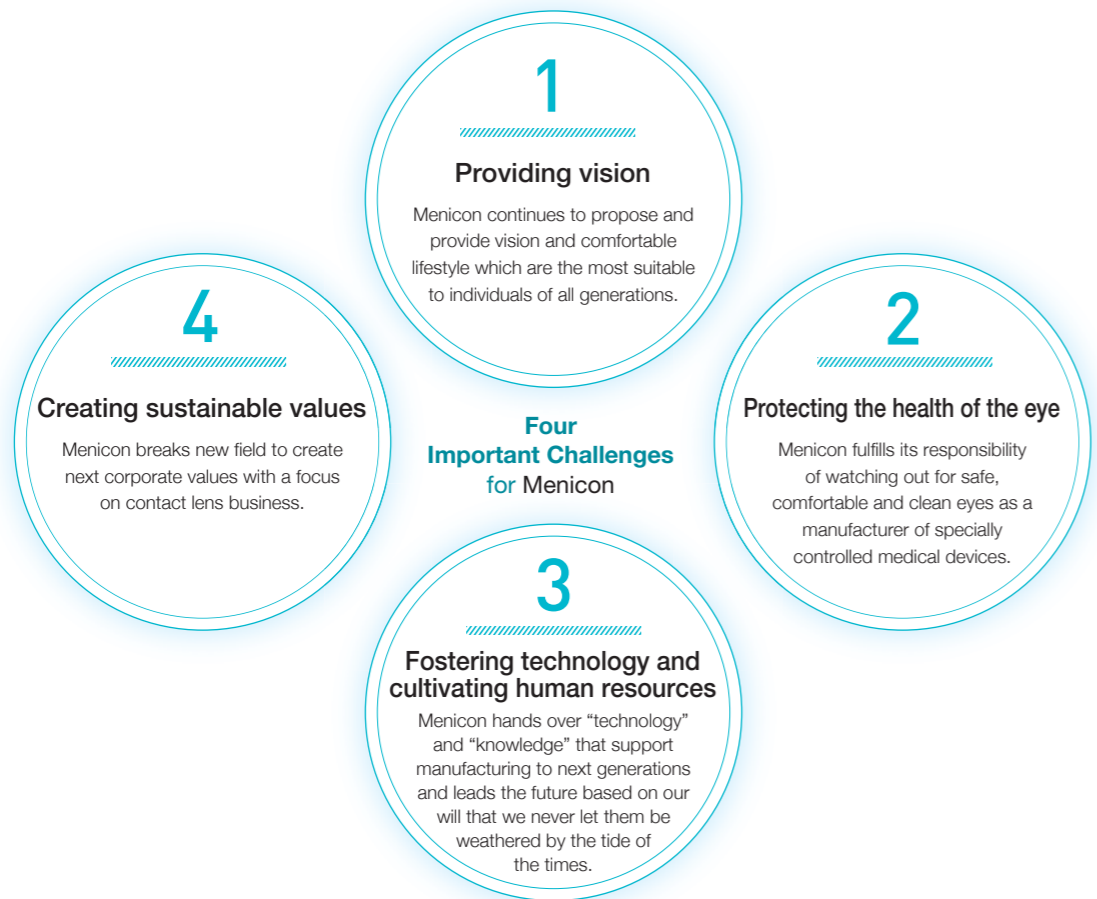 1
Providing vision
Menicon continues to propose and
provide vision and comfortable
lifestyle which are the most suitable
to individuals of all generations.
4
Creating sustainable values
Menicon breaks new field to create
next corporate values with a focus
on contact lens business.
Four
Important Challenges
for Menicon
2
Protecting the health of the eye
Menicon fulfills its responsibility
of watching out for safe,
comfortable and clean eyes as a
manufacturer of specially
controlled medical devices.
3
Fostering technology and
cultivating human resources
Menicon hands over “technology”
and “knowledge” that support
manufacturing to next generations
and leads the future based on our
will that we never let them be
weathered by the tide of
the times.